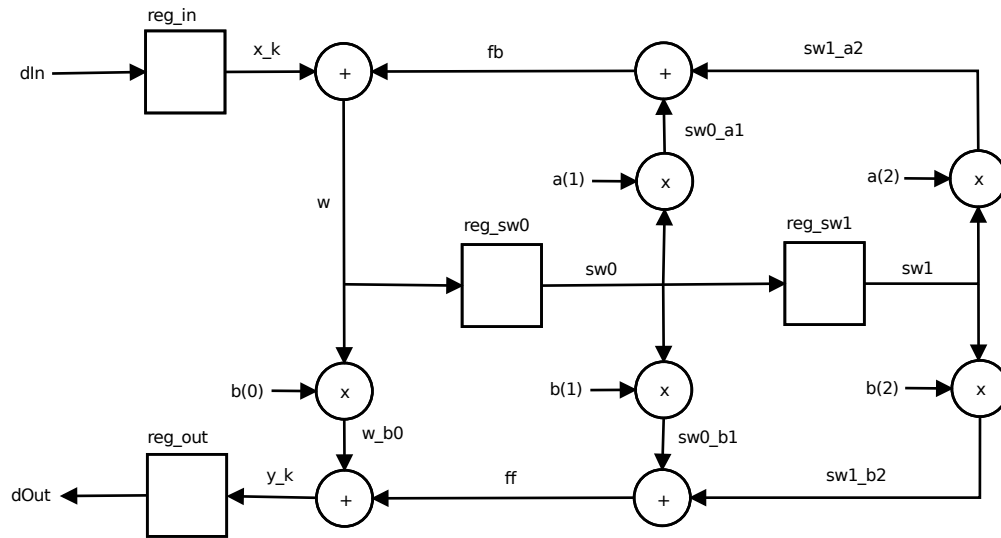 reg_in
x_k
fb
sw1_a2
dIn
+
+
sw0_a1
a(1)
x
a(2)
x
w
reg_sw0
reg_sw1
sw0
sw1
b(0)
x
b(1)
x
b(2)
x
reg_out
w_b0
sw0_b1
y_k
ff
sw1_b2
dOut
+
+